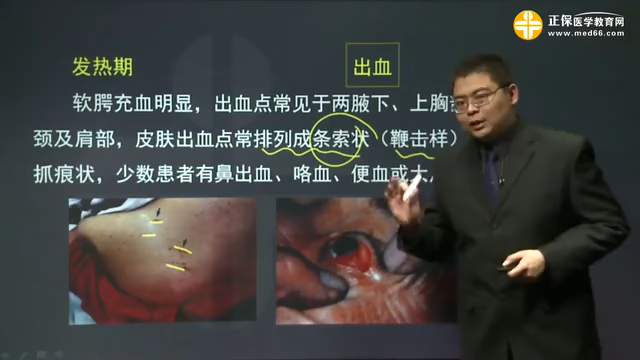 正保医学教育网
www.med66.com
发热期
出血
软腭充血明显，出血点常见于两腋下、上胸
颈及肩部，皮肤出血点常排列成条索状（鞭击样）
抓痕状，少数患者有鼻出血、咯血、便血或